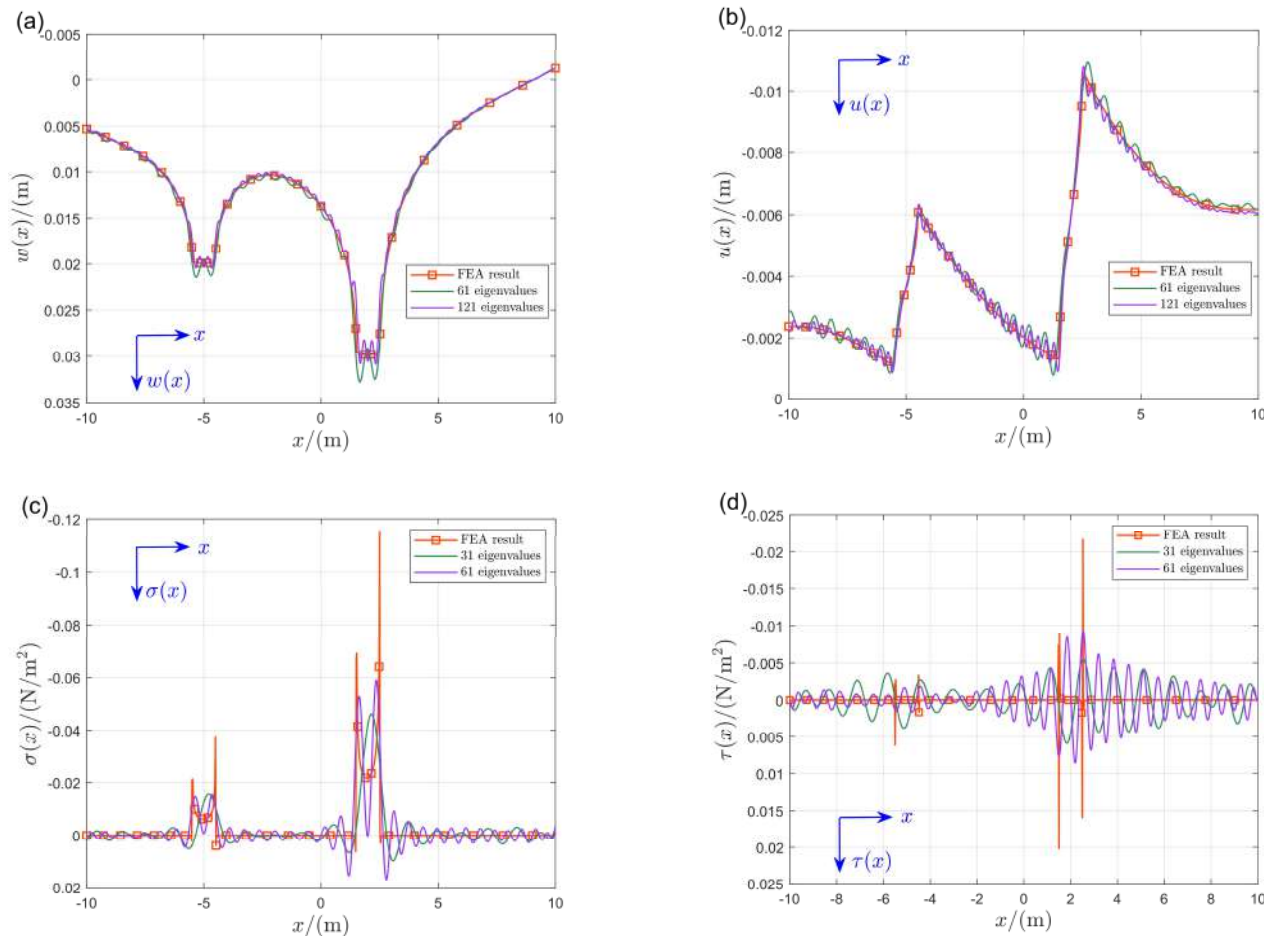 (a)
-0.005
0
0.005
0.01
0.015
0.02
0.025
0.03
0.035
w(x)/(m)
x
w(x)
FEA result
61 eigenvalues
121 eigenvalues
-10
-5
0
5
10
x/(m)
(b)
-0.012
-0.01
-0.008
-0.006
-0.004
-0.002
0
u(x)/(m)
x
u(x)
FEA result
61 eigenvalues
121 eigenvalues
-10
-5
0
5
10
x/(m)
(c)
-0.12
-0.1
-0.08
-0.06
-0.04
-0.02
0
0.02
σ(x)/(N/m²)
x
σ(x)
FEA result
31 eigenvalues
61 eigenvalues
-10
-5
0
5
10
x/(m)
(d)
-0.025
-0.02
-0.015
-0.01
-0.005
0
0.005
0.01
0.015
0.02
0.025
τ(x)/(N/m²)
FEA result
31 eigenvalues
61 eigenvalues
x
τ(x)
-10
-8
-6
-4
-2
0
2
4
6
8
10
x/(m)